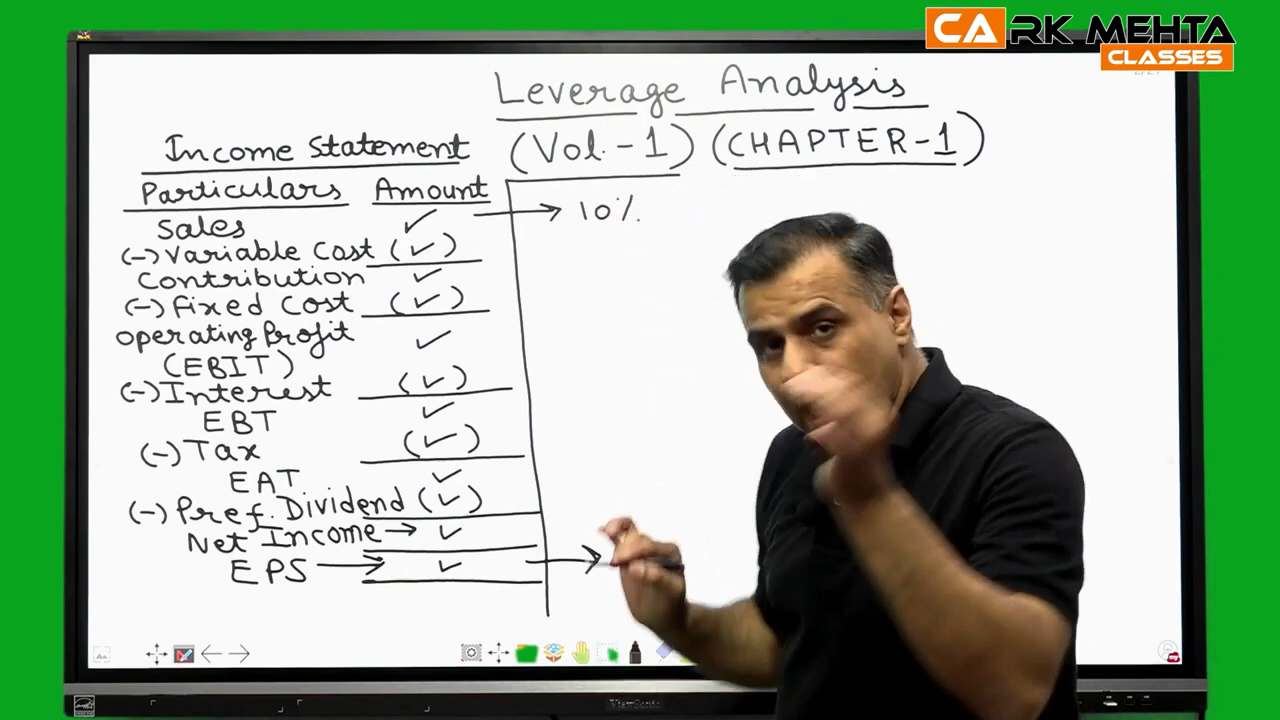 CA RK MEHTA
CLASSES
Leverage Analysis
(Vol.-1) (CHAPTER-1)
Income Statement
Particulars Amount
Sales ✓ → 10%
(-) Variable Cost (✓)
Contribution ✓
(-) Fixed Cost (✓)
Operating Profit ✓
(EBIT)
(-) Interest (✓)
EBT ✓
(-) Tax (✓)
EAT ✓
(-) Pref. Dividend (✓)
Net Income → ✓
EPS → ✓ →
ViewSonic